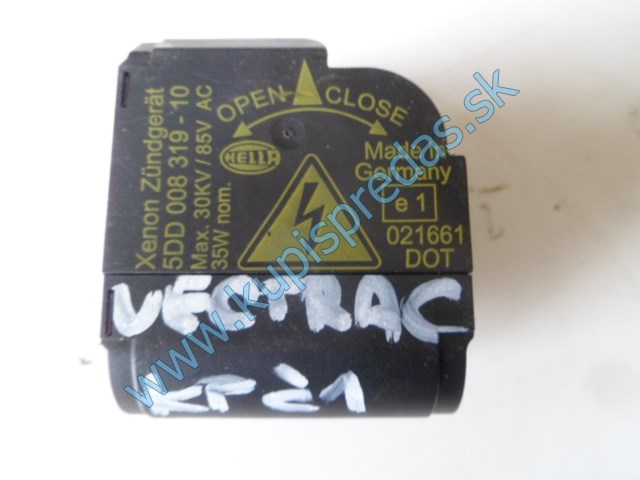 Xenon Zündgerät
5DD 008 319 - 10
Max. 30KV / 85V AC
35W nom.
OPEN CLOSE
HELLA
Made in
Germany
e 1
021661
DOT
VECTRA C
www.kupispredas.sk